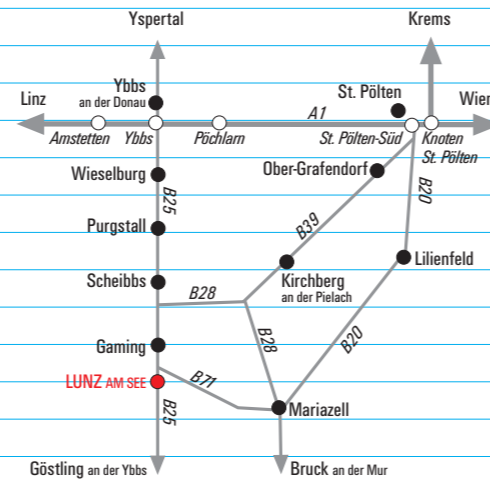 Yspertal
Krems
Ybbs
an der Donau
St. Pölten
Linz
A1
Wien
Amstetten
Ybbs
Pöchlarn
St. Pölten-Süd
Knoten
St. Pölten
Wieselburg
Ober-Grafendorf
B25
B20
Purgstall
B39
Scheibbs
Kirchberg
an der Pielach
Lilienfeld
B28
B28
B20
Gaming
LUNZ AM SEE
B71
B25
Mariazell
Göstling an der Ybbs
Bruck an der Mur